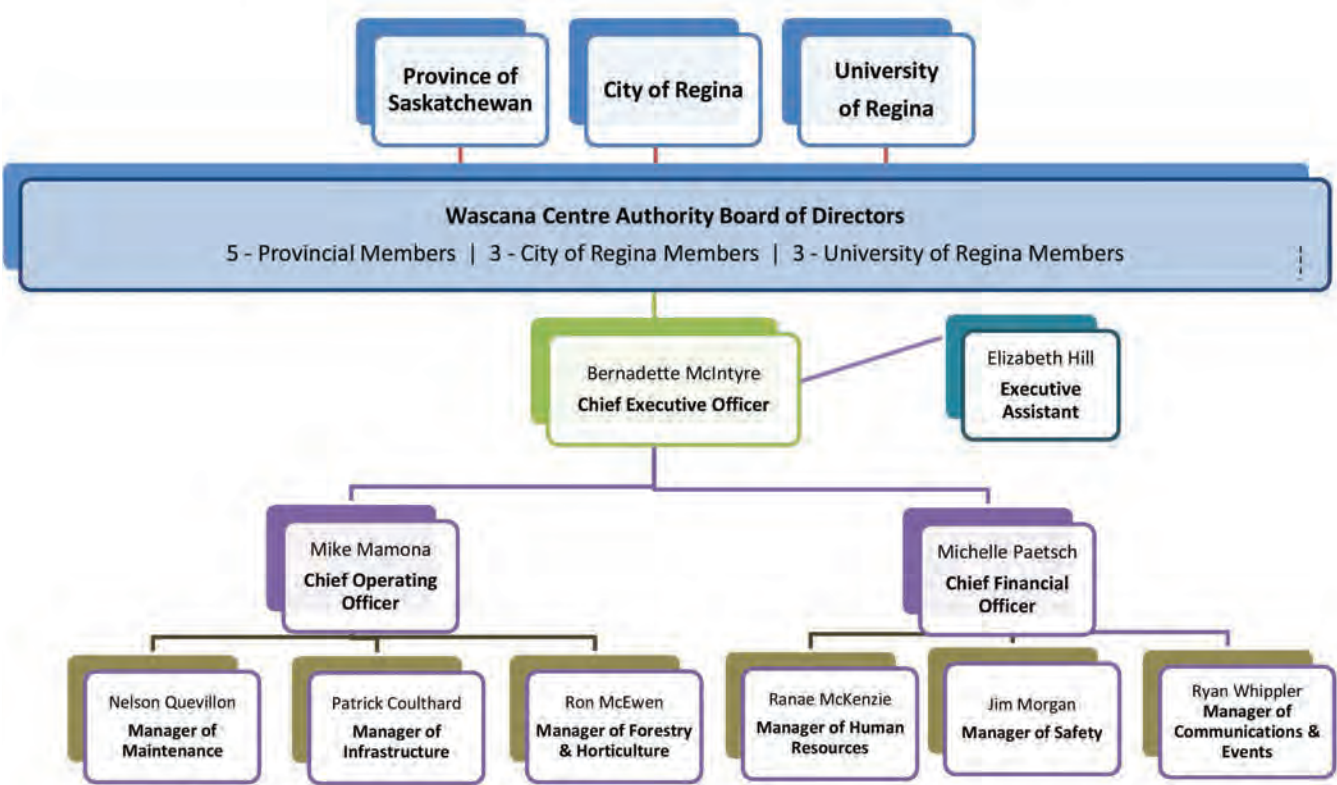 Province of
Saskatchewan
City of Regina
University
of Regina
Wascana Centre Authority Board of Directors
5 - Provincial Members | 3 - City of Regina Members | 3 - University of Regina Members
Bernadette McIntyre
Chief Executive Officer
Elizabeth Hill
Executive
Assistant
Mike Mamona
Chief Operating
Officer
Michelle Paetsch
Chief Financial
Officer
Nelson Quevillon
Manager of
Maintenance
Patrick Coulthard
Manager of
Infrastructure
Ron McEwen
Manager of Forestry
& Horticulture
Ranae McKenzie
Manager of Human
Resources
Jim Morgan
Manager of Safety
Ryan Whippler
Manager of
Communications &
Events